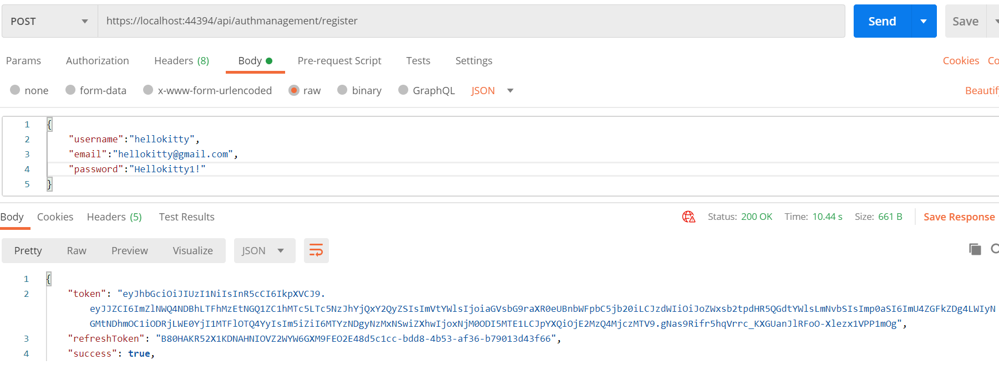 POST https://localhost:44394/api/authmanagement/register Send Save
Params Authorization Headers (8) Body Pre-request Script Tests Settings Cookies Co
none form-data x-www-form-urlencoded raw binary GraphQL JSON Beautify
1 {
2 "username":"hellokitty",
3 "email":"hellokitty@gmail.com",
4 "password":"Hellokitty1!"
5 }
Body Cookies Headers (5) Test Results Status: 200 OK Time: 10.44 s Size: 661 B Save Response
Pretty Raw Preview Visualize JSON
1 {
2 "token": "eyJhbGciOiJIUzI1NiIsInR5cCI6IkpXVCJ9.
eyJJZCI6ImZlNWQ4NDBhLTFhMzEtNGQ1ZC1hMTc5LTc5NzJhYjQxY2QyZSIsImVtYWlsIjoiaGVsbG9raXR0eUBnbWFpbC5jb20iLCJzdWIiOiJoZWxsb2tpdHR5QGdtYWlsLmNvbSIsImp0aSI6ImU4ZGFkZDg4LWIyN
GMtNDhmOC1iODRjLWE0YjI1MTFlOTQ4YyIsIm5iZiI6MTYzNDgyNzMxNSwiZXhwIjoxNjM0ODI5MTE1LCJpYXQiOjE2MzQ4MjczMTV9.gNas9Rifr5hqVrrc_KXGUanJlRFoO-Xlezx1VPP1mOg",
3 "refreshToken": "B80HAKR52X1KDNAHNIOVZ2WYW6GXM9FEO2E48d5c1cc-bdd8-4b53-af36-b79013d43f66",
4 "success": true,